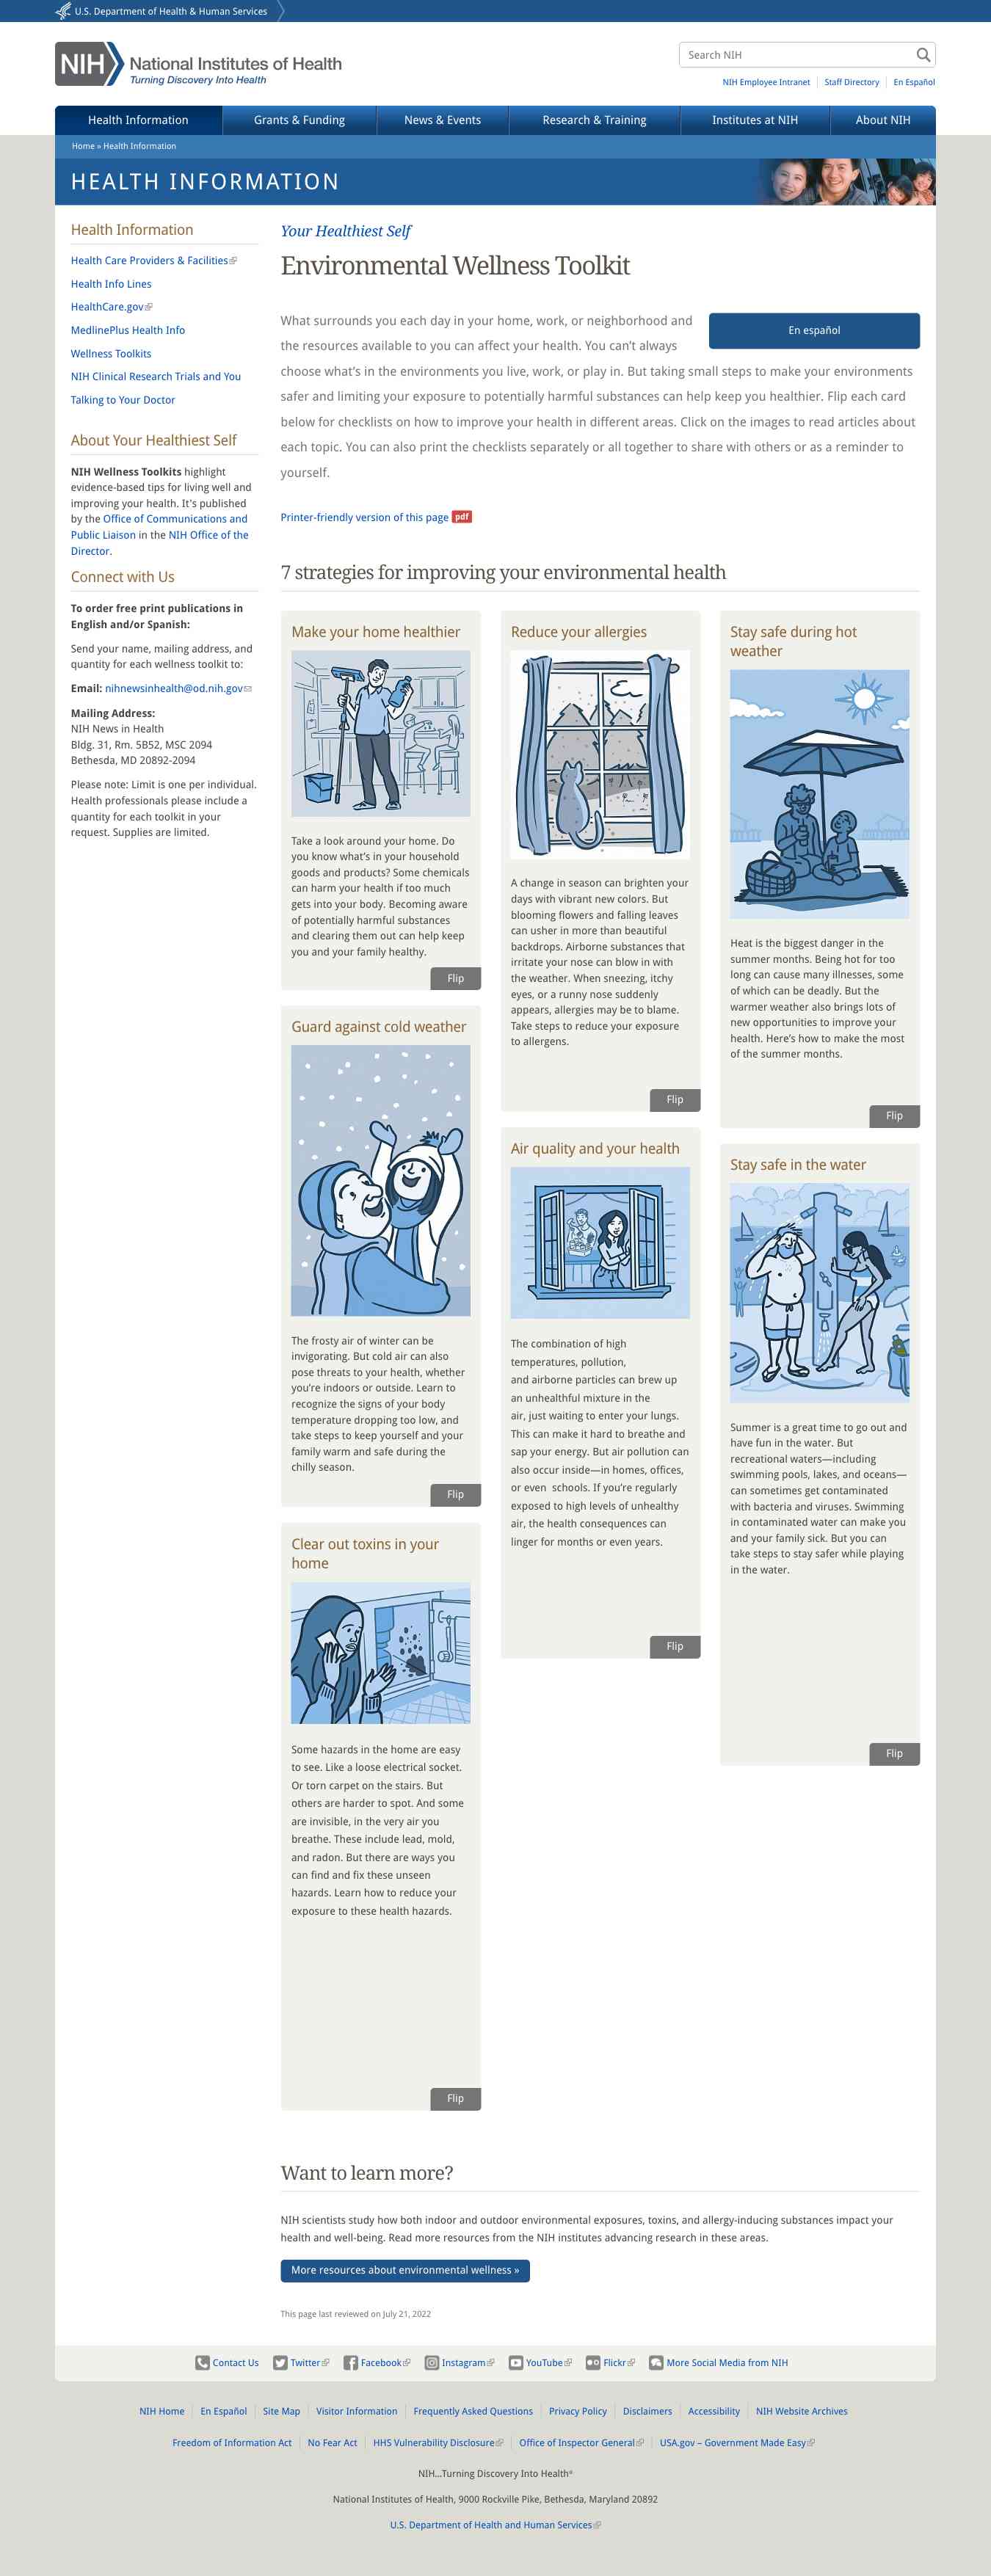 U.S. Department of Health & Human Services
NIH National Institutes of Health
Turning Discovery Into Health
Search NIH
NIH Employee Intranet
Staff Directory
En Español
Health Information
Grants & Funding
News & Events
Research & Training
Institutes at NIH
About NIH
Home » Health Information
HEALTH INFORMATION
Health Information
Health Care Providers & Facilities
Health Info Lines
HealthCare.gov
MedlinePlus Health Info
Wellness Toolkits
NIH Clinical Research Trials and You
Talking to Your Doctor
About Your Healthiest Self
NIH Wellness Toolkits highlight
evidence-based tips for living well and
improving your health. It's published
by the Office of Communications and
Public Liaison in the NIH Office of the
Director.
Connect with Us
To order free print publications in
English and/or Spanish:
Send your name, mailing address, and
quantity for each wellness toolkit to:
Email: nihnewsinhealth@od.nih.gov
Mailing Address:
NIH News in Health
Bldg. 31, Rm. 5B52, MSC 2094
Bethesda, MD 20892-2094
Please note: Limit is one per individual.
Health professionals please include a
quantity for each toolkit in your
request. Supplies are limited.
Your Healthiest Self
Environmental Wellness Toolkit
En español
What surrounds you each day in your home, work, or neighborhood and
the resources available to you can affect your health. You can't always
choose what's in the environments you live, work, or play in. But taking small steps to make your environments
safer and limiting your exposure to potentially harmful substances can help keep you healthier. Flip each card
below for checklists on how to improve your health in different areas. Click on the images to read articles about
each topic. You can also print the checklists separately or all together to share with others or as a reminder to
yourself.
Printer-friendly version of this page pdf
7 strategies for improving your environmental health
Make your home healthier
Take a look around your home. Do
you know what's in your household
goods and products? Some chemicals
can harm your health if too much
gets into your body. Becoming aware
of potentially harmful substances
and clearing them out can help keep
you and your family healthy.
Flip
Guard against cold weather
The frosty air of winter can be
invigorating. But cold air can also
pose threats to your health, whether
you're indoors or outside. Learn to
recognize the signs of your body
temperature dropping too low, and
take steps to keep yourself and your
family warm and safe during the
chilly season.
Flip
Clear out toxins in your
home
Some hazards in the home are easy
to see. Like a loose electrical socket.
Or torn carpet on the stairs. But
others are harder to spot. And some
are invisible, in the very air you
breathe. These include lead, mold,
and radon. But there are ways you
can find and fix these unseen
hazards. Learn how to reduce your
exposure to these health hazards.
Flip
Reduce your allergies
A change in season can brighten your
days with vibrant new colors. But
blooming flowers and falling leaves
can usher in more than beautiful
backdrops. Airborne substances that
irritate your nose can blow in with
the weather. When sneezing, itchy
eyes, or a runny nose suddenly
appears, allergies may be to blame.
Take steps to reduce your exposure
to allergens.
Flip
Air quality and your health
The combination of high
temperatures, pollution,
and airborne particles can brew up
an unhealthful mixture in the
air, just waiting to enter your lungs.
This can make it hard to breathe and
sap your energy. But air pollution can
also occur inside—in homes, offices,
or even schools. If you're regularly
exposed to high levels of unhealthy
air, the health consequences can
linger for months or even years.
Flip
Stay safe during hot
weather
Heat is the biggest danger in the
summer months. Being hot for too
long can cause many illnesses, some
of which can be deadly. But the
warmer weather also brings lots of
new opportunities to improve your
health. Here's how to make the most
of the summer months.
Flip
Stay safe in the water
Summer is a great time to go out and
have fun in the water. But
recreational waters—including
swimming pools, lakes, and oceans—
can sometimes get contaminated
with bacteria and viruses. Swimming
in contaminated water can make you
and your family sick. But you can
take steps to stay safer while playing
in the water.
Flip
Want to learn more?
NIH scientists study how both indoor and outdoor environmental exposures, toxins, and allergy-inducing substances impact your
health and well-being. Read more resources from the NIH institutes advancing research in these areas.
More resources about environmental wellness »
This page last reviewed on July 21, 2022
Contact Us
Twitter
Facebook
Instagram
YouTube
Flickr
More Social Media from NIH
NIH Home
En Español
Site Map
Visitor Information
Frequently Asked Questions
Privacy Policy
Disclaimers
Accessibility
NIH Website Archives
Freedom of Information Act
No Fear Act
HHS Vulnerability Disclosure
Office of Inspector General
USA.gov – Government Made Easy
NIH…Turning Discovery Into Health®
National Institutes of Health, 9000 Rockville Pike, Bethesda, Maryland 20892
U.S. Department of Health and Human Services